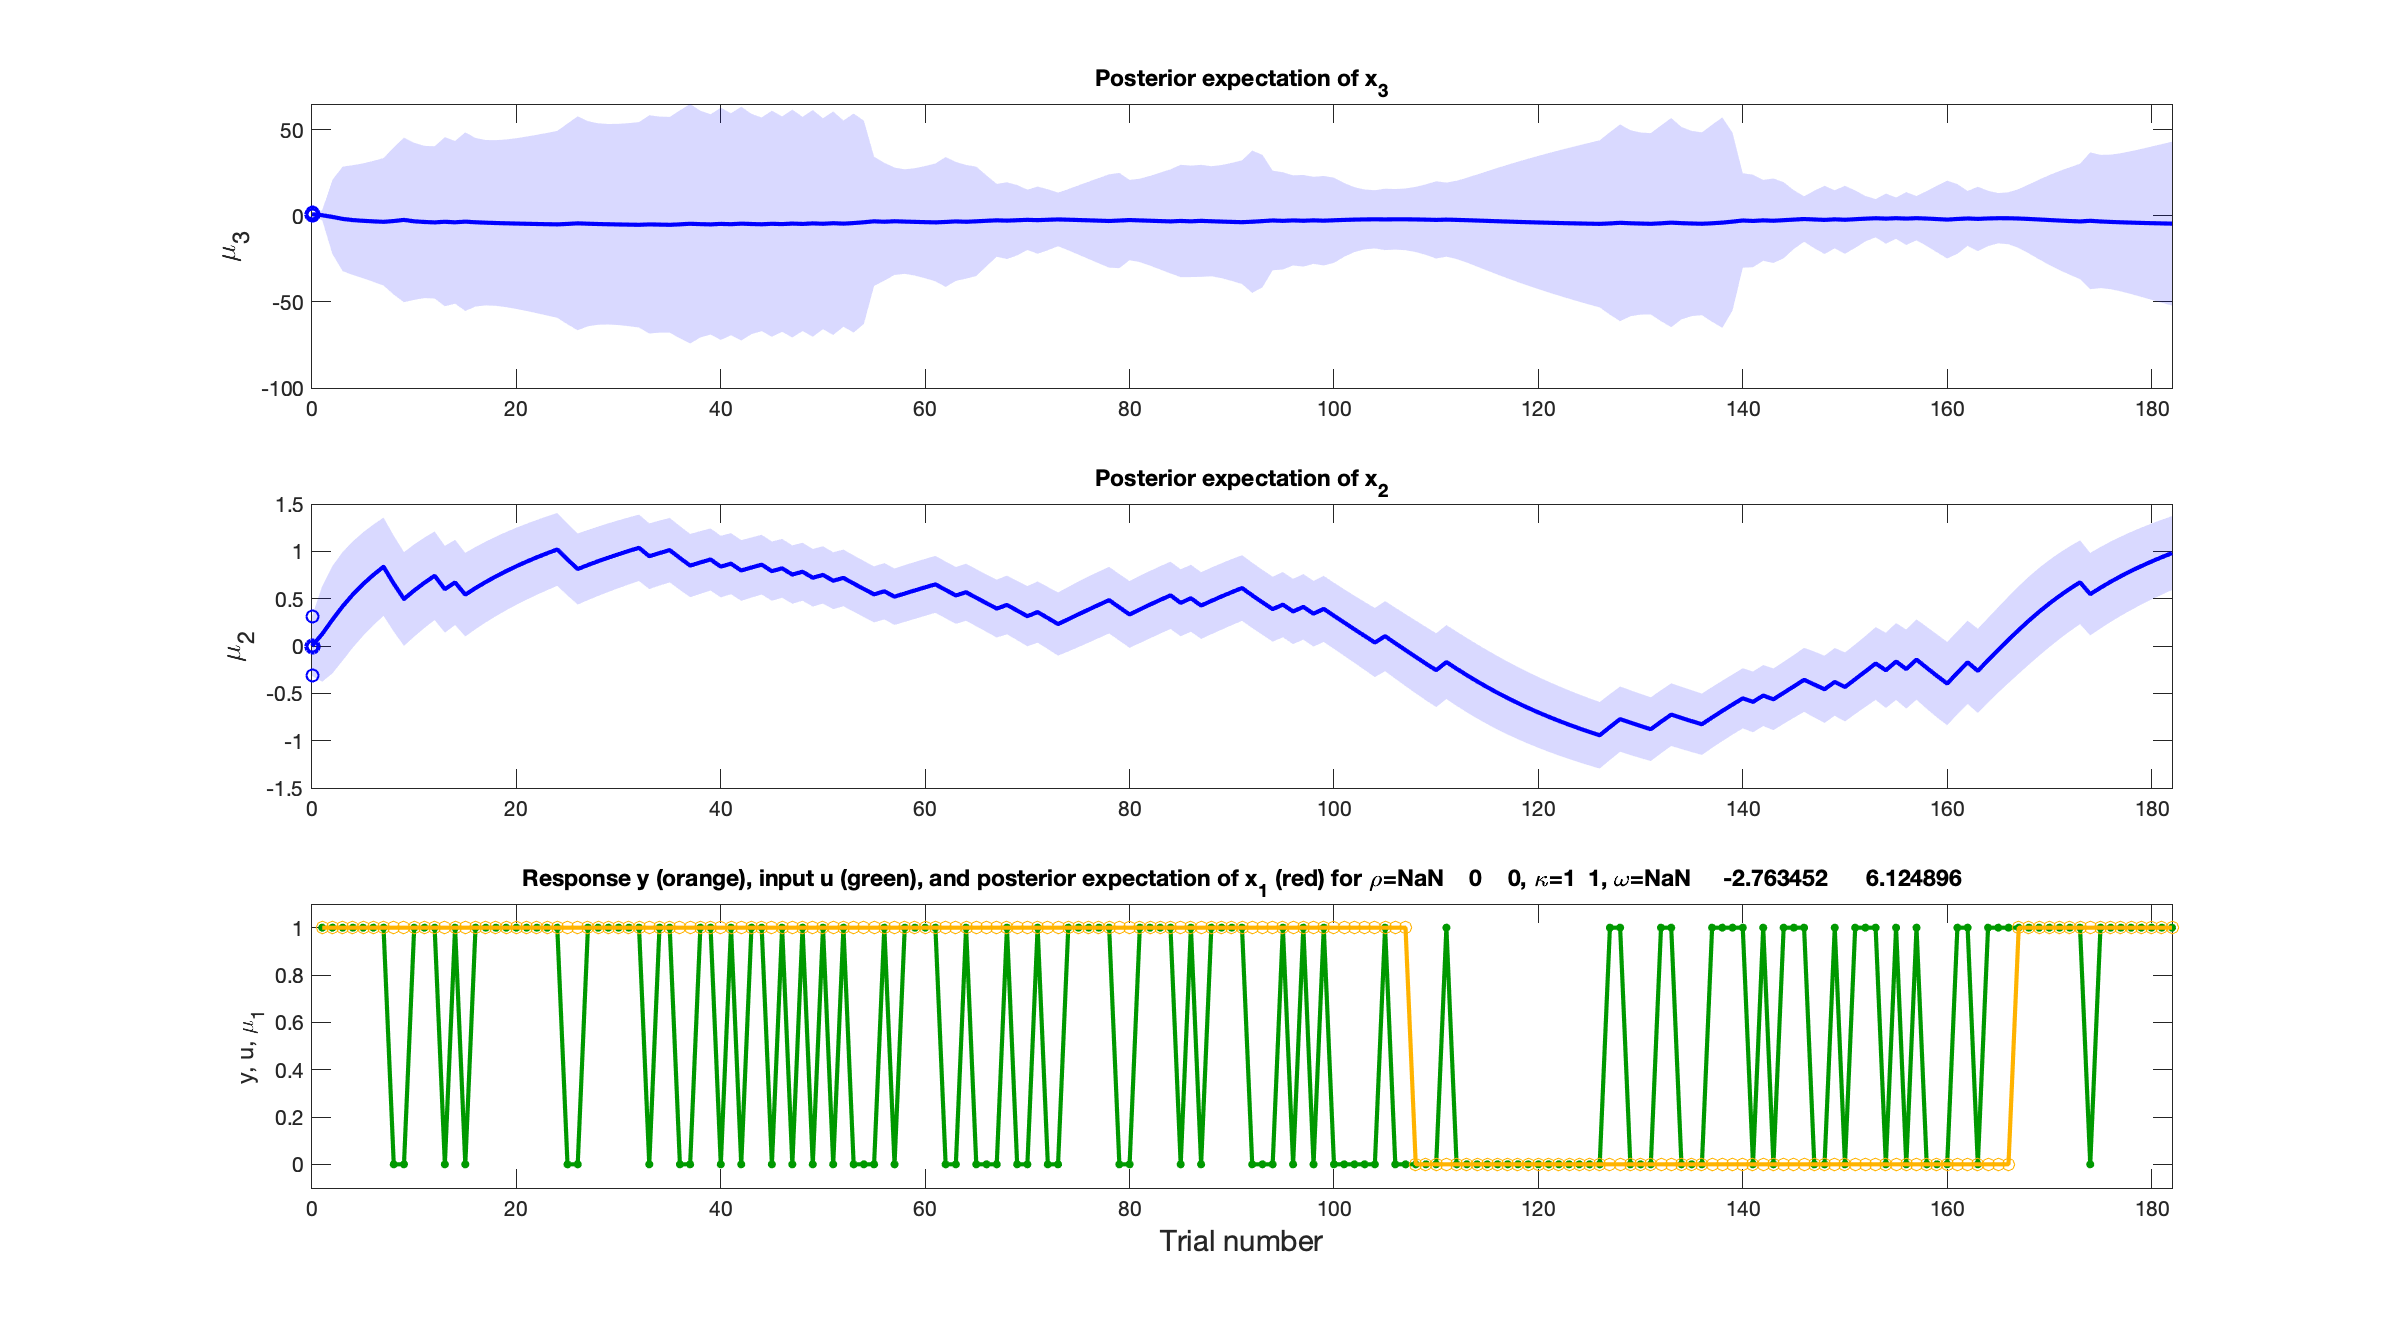 Posterior expectation of x3
50
0
-50
-100
μ3
0 20 40 60 80 100 120 140 160 180
Posterior expectation of x2
1.5
1
0.5
0
-0.5
-1
-1.5
μ2
0 20 40 60 80 100 120 140 160 180
Response y (orange), input u (green), and posterior expectation of x1 (red) for ρ=NaN 0 0, κ=1 1, ω=NaN -2.763452 6.124896
1
0.8
0.6
0.4
0.2
0
y, u, μ1
0 20 40 60 80 100 120 140 160 180
Trial number